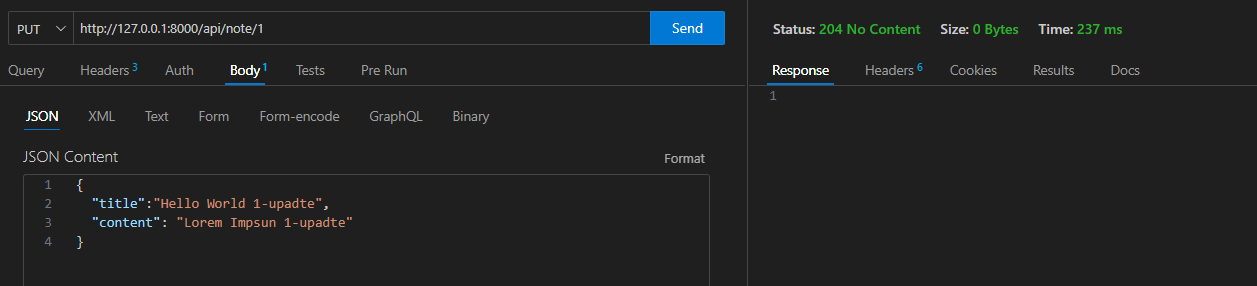 PUT http://127.0.0.1:8000/api/note/1 Send
Query Headers 3 Auth Body 1 Tests Pre Run
JSON XML Text Form Form-encode GraphQL Binary
JSON Content Format
1 {
2 "title":"Hello World 1-upadte",
3 "content": "Lorem Impsun 1-upadte"
4 }
Status: 204 No Content Size: 0 Bytes Time: 237 ms
Response Headers 6 Cookies Results Docs
1